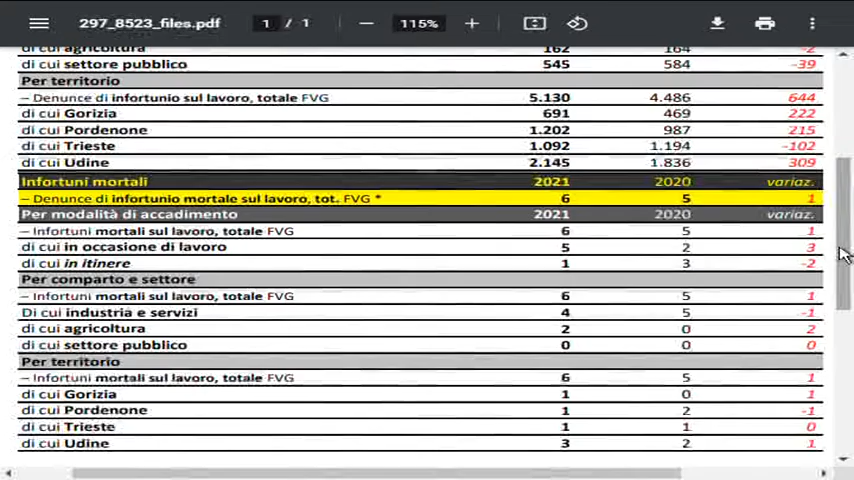 297_8523_files.pdf 1 / 1 115%
di cui agricoltura 162 164 -2
di cui settore pubblico 545 584 -39
Per territorio
– Denunce di infortunio sul lavoro, totale FVG 5.130 4.486 644
di cui Gorizia 691 469 222
di cui Pordenone 1.202 987 215
di cui Trieste 1.092 1.194 -102
di cui Udine 2.145 1.836 309
Infortuni mortali 2021 2020 variaz.
– Denunce di infortunio mortale sul lavoro, tot. FVG * 6 5 1
Per modalità di accadimento 2021 2020 variaz.
– Infortuni mortali sul lavoro, totale FVG 6 5 1
di cui in occasione di lavoro 5 2 3
di cui in itinere 1 3 -2
Per comparto e settore
– Infortuni mortali sul lavoro, totale FVG 6 5 1
Di cui industria e servizi 4 5 -1
di cui agricoltura 2 0 2
di cui settore pubblico 0 0 0
Per territorio
– Infortuni mortali sul lavoro, totale FVG 6 5 1
di cui Gorizia 1 0 1
di cui Pordenone 1 2 -1
di cui Trieste 1 1 0
di cui Udine 3 2 1